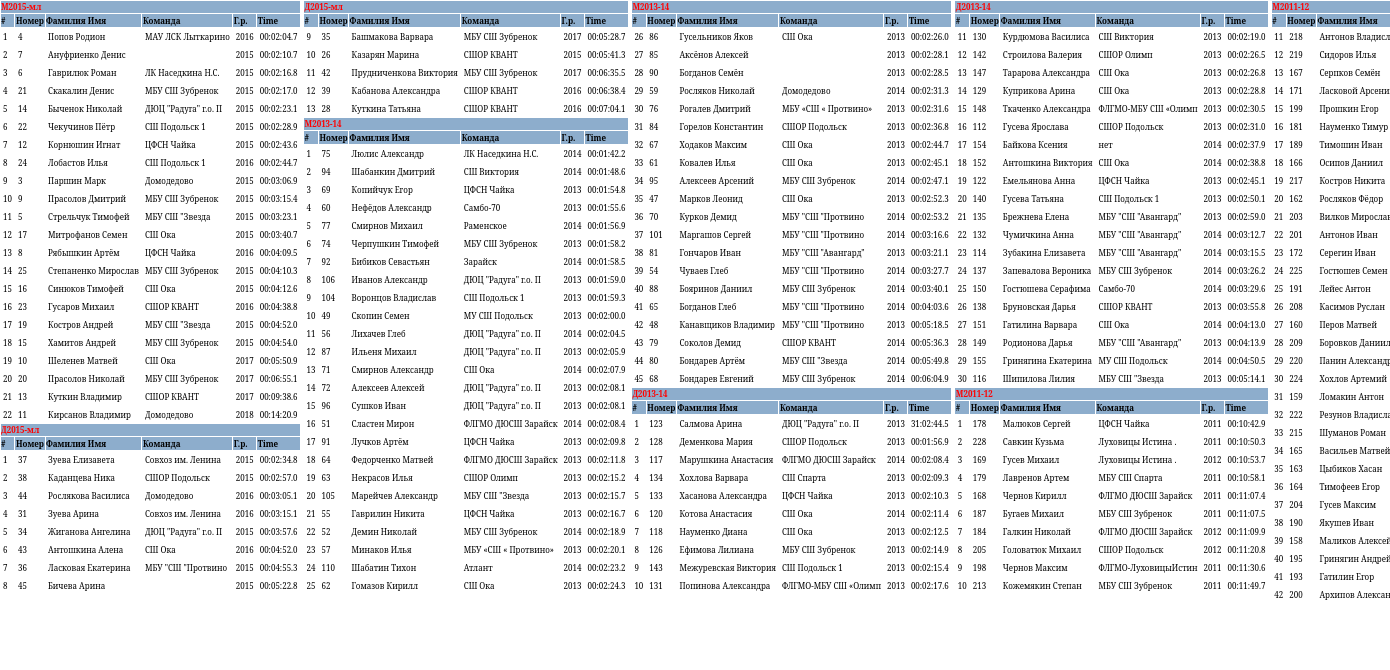 М2015-мл
# Номер Фамилия Имя Команда Г.р. Time
1 4 Попов Родион МАУ ЛСК Лыткарино 2016 00:02:04.7
2 7 Ануфриенко Денис 2015 00:02:10.7
3 6 Гаврилюк Роман ЛК Наседкина Н.С. 2015 00:02:16.8
4 21 Скакалин Денис МБУ СШ Зубренок 2015 00:02:17.0
5 14 Быченок Николай ДЮЦ "Радуга" г.о. П 2015 00:02:23.1
6 22 Чекучинов Пётр СШ Подольск 1 2015 00:02:28.9
7 12 Корнюшин Игнат ЦФСН Чайка 2015 00:02:43.6
8 24 Лобастов Илья СШ Подольск 1 2016 00:02:44.7
9 3 Паршин Марк Домодедово 2015 00:03:06.9
10 9 Прасолов Дмитрий МБУ СШ Зубренок 2015 00:03:15.4
11 5 Стрельчук Тимофей МБУ СШ "Звезда 2015 00:03:23.1
12 17 Митрофанов Семен СШ Ока 2015 00:03:40.7
13 8 Рябышкин Артём ЦФСН Чайка 2016 00:04:09.5
14 25 Степаненко Мирослав МБУ СШ Зубренок 2015 00:04:10.3
15 16 Синюков Тимофей СШ Ока 2015 00:04:12.6
16 23 Гусаров Михаил СШОР КВАНТ 2016 00:04:38.8
17 19 Костров Андрей МБУ СШ "Звезда 2015 00:04:52.0
18 15 Хамитов Андрей МБУ СШ Зубренок 2015 00:04:54.0
19 10 Шеленев Матвей СШ Ока 2017 00:05:50.9
20 20 Прасолов Николай МБУ СШ Зубренок 2017 00:06:55.1
21 13 Куткин Владимир СШОР КВАНТ 2017 00:09:38.6
22 11 Кирсанов Владимир Домодедово 2018 00:14:20.9
Д2015-мл
# Номер Фамилия Имя Команда Г.р. Time
1 37 Зуева Елизавета Совхоз им. Ленина 2015 00:02:34.8
2 38 Каданцева Ника СШОР Подольск 2015 00:02:57.0
3 44 Рослякова Василиса Домодедово 2016 00:03:05.1
4 31 Зуева Арина Совхоз им. Ленина 2016 00:03:15.1
5 34 Жиганова Ангелина ДЮЦ "Радуга" г.о. П 2015 00:03:57.6
6 43 Антошкина Алена СШ Ока 2016 00:04:52.0
7 36 Ласковая Екатерина МБУ "СШ "Протвино 2016 00:04:55.3
8 45 Бичева Арина 2015 00:05:22.8
Д2015-мл
# Номер Фамилия Имя Команда Г.р. Time
9 35 Башмакова Варвара МБУ СШ Зубренок 2017 00:05:28.7
10 26 Казарян Марина СШОР КВАНТ 2015 00:05:41.3
11 42 Прудниченкова Виктория МБУ СШ Зубренок 2017 00:06:35.5
12 39 Кабанова Александра СШОР КВАНТ 2016 00:06:38.4
13 28 Куткина Татьяна СШОР КВАНТ 2016 00:07:04.1
М2013-14
# Номер Фамилия Имя Команда Г.р. Time
1 75 Люлис Александр ЛК Наседкина Н.С. 2014 00:01:42.2
2 94 Шабанкин Дмитрий СШ Виктория 2014 00:01:48.6
3 69 Копийчук Егор ЦФСН Чайка 2013 00:01:54.8
4 60 Нефёдов Александр Самбо-70 2013 00:01:55.6
5 77 Смирнов Михаил Раменское 2014 00:01:56.9
6 74 Черпушкин Тимофей МБУ СШ Зубренок 2013 00:01:58.2
7 92 Бибиков Севастьян Зарайск 2013 00:01:58.5
8 106 Иванов Александр ДЮЦ "Радуга" г.о. П 2013 00:01:59.0
9 104 Воронцов Владислав СШ Подольск 1 2013 00:01:59.3
10 49 Скопин Семен МУ СШ Подольск 2013 00:02:00.0
11 56 Лихачев Глеб ДЮЦ "Радуга" г.о. П 2014 00:02:04.5
12 87 Ильеня Михаил ДЮЦ "Радуга" г.о. П 2013 00:02:05.9
13 71 Смирнов Александр СШ Ока 2014 00:02:07.9
14 72 Алексеев Алексей ДЮЦ "Радуга" г.о. П 2013 00:02:08.1
15 96 Сушков Иван ДЮЦ "Радуга" г.о. П 2013 00:02:08.1
16 51 Сластен Мирон ФЛГМО ДЮСШ Зарайск 2014 00:02:08.4
17 91 Лучков Артём ЦФСН Чайка 2013 00:02:09.8
18 64 Федорченко Матвей ФЛГМО ДЮСШ Зарайск 2013 00:02:11.8
19 63 Некрасов Илья СШОР Олимп 2013 00:02:15.2
20 105 Марейчев Александр МБУ СШ "Звезда 2013 00:02:15.7
21 55 Гаврилин Никита ЦФСН Чайка 2013 00:02:16.7
22 52 Демин Николай МБУ СШ Зубренок 2014 00:02:18.9
23 57 Минаков Илья МБУ «СШ « Протвино» 2013 00:02:20.1
24 110 Шабатин Тихон Атлант 2014 00:02:23.2
25 62 Гомазов Кирилл СШ Ока 2013 00:02:24.3
М2013-14
# Номер Фамилия Имя Команда Г.р. Time
26 86 Гусельников Яков СШ Ока 2013 00:02:26.0
27 85 Аксёнов Алексей 2013 00:02:28.1
28 90 Богданов Семён 2013 00:02:28.5
29 59 Росляков Николай Домодедово 2014 00:02:31.3
30 76 Рогалев Дмитрий МБУ «СШ « Протвино» 2013 00:02:31.6
31 84 Горелов Константин СШОР Подольск 2013 00:02:36.8
32 67 Ходаков Максим СШ Ока 2013 00:02:44.7
33 61 Ковалев Илья СШ Ока 2013 00:02:45.1
34 95 Алексеев Арсений МБУ СШ Зубренок 2014 00:02:47.1
35 47 Марков Леонид СШ Ока 2013 00:02:52.3
36 70 Курков Демид МБУ "СШ "Протвино 2014 00:02:53.2
37 101 Маргашов Сергей МБУ "СШ "Протвино 2014 00:03:16.6
38 81 Гончаров Иван МБУ "СШ "Авангард" 2013 00:03:21.1
39 54 Чуваев Глеб МБУ "СШ "Протвино 2014 00:03:27.7
40 88 Бояринов Даниил МБУ СШ Зубренок 2014 00:03:40.1
41 65 Богданов Глеб МБУ "СШ "Протвино 2014 00:04:03.6
42 48 Канавщиков Владимир МБУ "СШ "Протвино 2014 00:05:18.5
43 79 Соколов Демид СШОР КВАНТ 2014 00:05:36.3
44 80 Бондарев Артём МБУ СШ "Звезда 2014 00:05:49.8
45 68 Бондарев Евгений МБУ СШ Зубренок 2014 00:06:04.9
Д2013-14
# Номер Фамилия Имя Команда Г.р. Time
1 123 Салмова Арина ДЮЦ "Радуга" г.о. П 2013 31:02:44.5
2 128 Деменкова Мария СШОР Подольск 2013 00:01:56.9
3 117 Марушкина Анастасия ФЛГМО ДЮСШ Зарайск 2014 00:02:08.4
4 134 Хохлова Варвара СШ Спарта 2013 00:02:09.3
5 133 Хасанова Александра ЦФСН Чайка 2013 00:02:10.3
6 120 Котова Анастасия СШ Ока 2014 00:02:11.4
7 118 Науменко Диана СШ Ока 2013 00:02:12.5
8 126 Ефимова Лилиана МБУ СШ Зубренок 2013 00:02:14.9
9 143 Межуревская Виктория СШ Подольск 1 2013 00:02:15.4
10 131 Попинова Александра ФЛГМО-МБУ СШ «Олимп 2013 00:02:17.6
Д2013-14
# Номер Фамилия Имя Команда Г.р. Time
11 130 Курдюмова Василиса СШ Виктория 2013 00:02:19.0
12 142 Строилова Валерия СШОР Олимп 2013 00:02:26.5
13 147 Тарарова Александра СШ Ока 2013 00:02:26.8
14 129 Куприкова Арина СШ Ока 2013 00:02:28.8
15 148 Ткаченко Александра ФЛГМО-МБУ СШ «Олимп 2013 00:02:30.5
16 112 Гусева Ярослава СШОР Подольск 2013 00:02:31.0
17 154 Байкова Ксения нет 2014 00:02:37.9
18 152 Антошкина Виктория СШ Ока 2014 00:02:38.8
19 122 Емельянова Анна ЦФСН Чайка 2013 00:02:45.1
20 140 Гусева Татьяна СШ Подольск 1 2013 00:02:50.1
21 135 Брежнева Елена МБУ "СШ "Авангард" 2013 00:02:59.0
22 132 Чумичкина Анна МБУ "СШ "Авангард" 2013 00:03:12.7
23 114 Зубакина Елизавета МБУ "СШ "Авангард" 2014 00:03:15.5
24 137 Запевалова Вероника МБУ СШ Зубренок 2014 00:03:26.2
25 150 Гостюшева Серафима Самбо-70 2014 00:03:29.6
26 138 Бруновская Дарья СШОР КВАНТ 2013 00:03:55.8
27 151 Гатилина Варвара СШ Ока 2014 00:04:13.0
28 149 Родионова Дарья МБУ "СШ "Авангард" 2013 00:04:13.9
29 155 Гринягина Екатерина МУ СШ Подольск 2014 00:04:50.5
30 116 Шипилова Лилия МБУ СШ "Звезда 2013 00:05:14.1
М2011-12
# Номер Фамилия Имя Команда Г.р. Time
1 178 Малюков Сергей ЦФСН Чайка 2011 00:10:42.9
2 228 Савкин Кузьма Луховицы Истина . 2011 00:10:50.3
3 169 Гусев Михаил Луховицы Истина . 2012 00:10:53.7
4 179 Лавренов Артем МБУ СШ Спарта 2011 00:10:58.1
5 168 Чернов Кирилл ФЛГМО ДЮСШ Зарайск 2011 00:11:07.4
6 187 Бугаев Михаил МБУ СШ Зубренок 2011 00:11:07.5
7 184 Галкин Николай ФЛГМО ДЮСШ Зарайск 2012 00:11:09.9
8 205 Головатюк Михаил СШОР Подольск 2012 00:11:20.8
9 198 Чернов Максим ФЛГМО-ЛуховицыИстин 2011 00:11:30.6
10 213 Кожемякин Степан МБУ СШ Зубренок 2011 00:11:49.7
М2011-12
# Номер Фамилия Имя
11 218 Антонов Владисл
12 219 Сидоров Илья
13 167 Серпков Семен
14 171 Ласковой Арсени
15 199 Прошкин Егор
16 181 Науменко Тимур
17 189 Тимошин Иван
18 166 Осипов Даниил
19 217 Костров Никита
20 162 Росляков Фёдор
21 203 Вилков Мирослав
22 201 Антонов Иван
23 172 Серегин Иван
24 225 Гостюшев Семен
25 191 Лейес Антон
26 208 Касимов Руслан
27 160 Перов Матвей
28 209 Боровков Даниил
29 220 Панин Александр
30 224 Хохлов Артемий
31 159 Ломакин Антон
32 222 Резунов Владисла
33 215 Шуманов Роман
34 165 Васильев Матвей
35 163 Цыбиков Хасан
36 164 Тимофеев Егор
37 204 Гусев Максим
38 190 Якушев Иван
39 158 Маликов Алексей
40 195 Гринягин Андрей
41 193 Гатилин Егор
42 200 Архипов Алексан